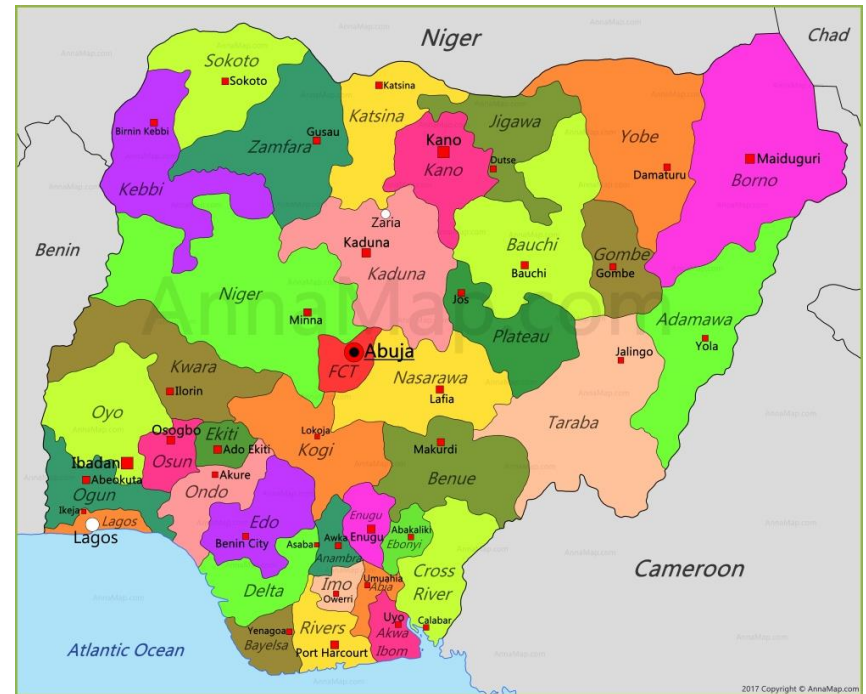 Niger
Chad
Sokoto
Sokoto
Katsina
Katsina
Birnin Kebbi
Kebbi
Gusau
Zamfara
Kano
Kano
Jigawa
Dutse
Yobe
Damaturu
Maiduguri
Borno
Zaria
Kaduna
Kaduna
Benin
Bauchi
Bauchi
Gombe
Gombe
Niger
Minna
AnnaMap.com
Jos
Plateau
Adamawa
Yola
Abuja
FCT
Nasarawa
Lafia
Jalingo
Taraba
Kwara
Ilorin
Oyo
Osogbo
Osun
Ekiti
Ado Ekiti
Lokoja
Kogi
Makurdi
Benue
Ibadan
Abeokuta
Ogun
Ikeja
Lagos
Lagos
Akure
Ondo
Edo
Benin City
Enugu
Enugu
Abakaliki
Ebonyi
Asaba
Awka
Anambra
Cross
River
Cameroon
Delta
Imo
Owerri
Umuahia
Abia
Uyo
Akwa
Ibom
Calabar
Yenagoa
Bayelsa
Rivers
Port Harcourt
Atlantic Ocean
AnnaMap.com
2017 Copyright © AnnaMap.com